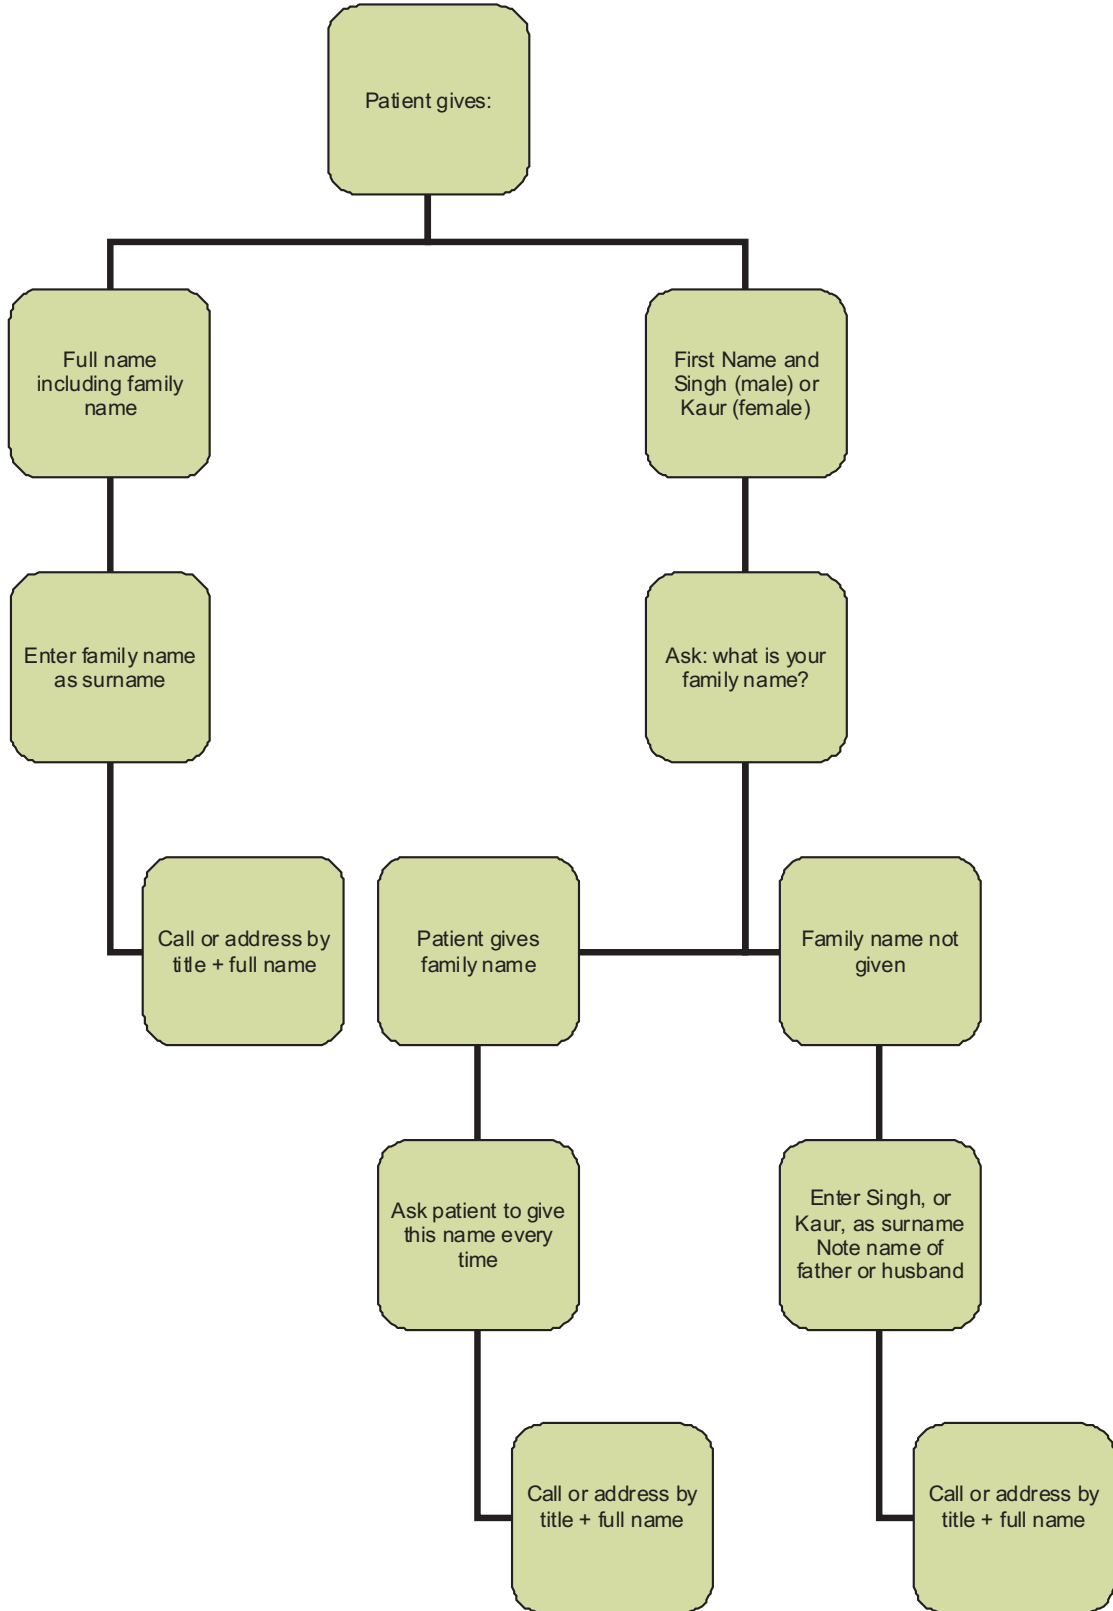 Patient gives:
Full name
including family
name
First Name and
Singh (male) or
Kaur (female)
Enter family name
as surname
Ask: what is your
family name?
Call or address by
title + full name
Patient gives
family name
Family name not
given
Ask patient to give
this name every
time
Enter Singh, or
Kaur, as surname
Note name of
father or husband
Call or address by
title + full name
Call or address by
title + full name